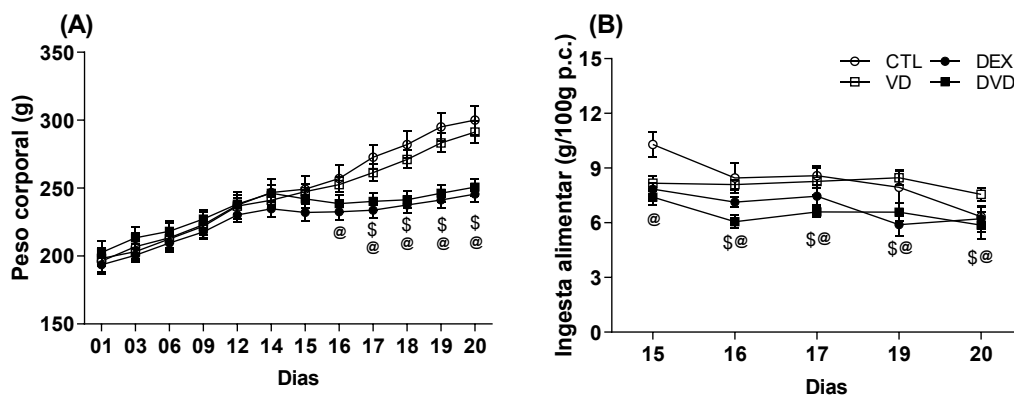 (A)
Peso corporal (g)
350
300
250
200
150
01 03 06 09 12 14 15 16 17 18 19 20
Dias
@
$ $ $ $
@ @ @ @
(B)
Ingesta alimentar (g/100g p.c.)
15
12
9
6
3
0
CTL DEX
VD DVD
@ $@ $@ $@ $@
15 16 17 19 20
Dias